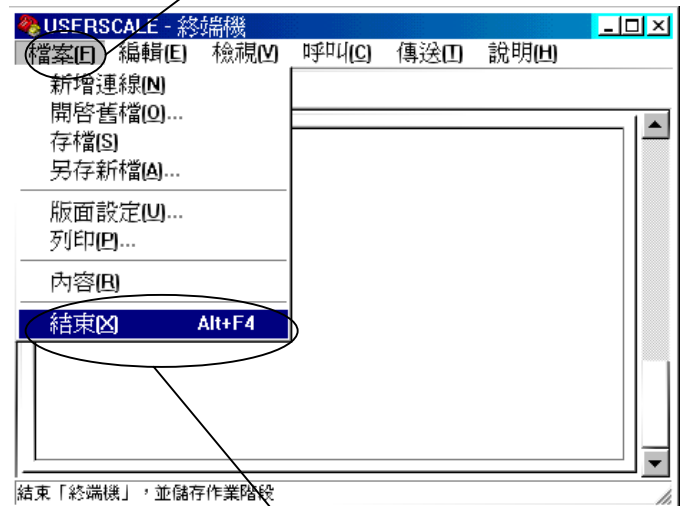 USERSCALE - 終端機
檔案(F) 編輯(E) 檢視(V) 呼叫(C) 傳送(T) 說明(H)
新增連線(N)
開啓舊檔(O)...
存檔(S)
另存新檔(A)...
版面設定(U)...
列印(P)...
內容(R)
結束(X) Alt+F4
結束「終端機」，並儲存作業階段